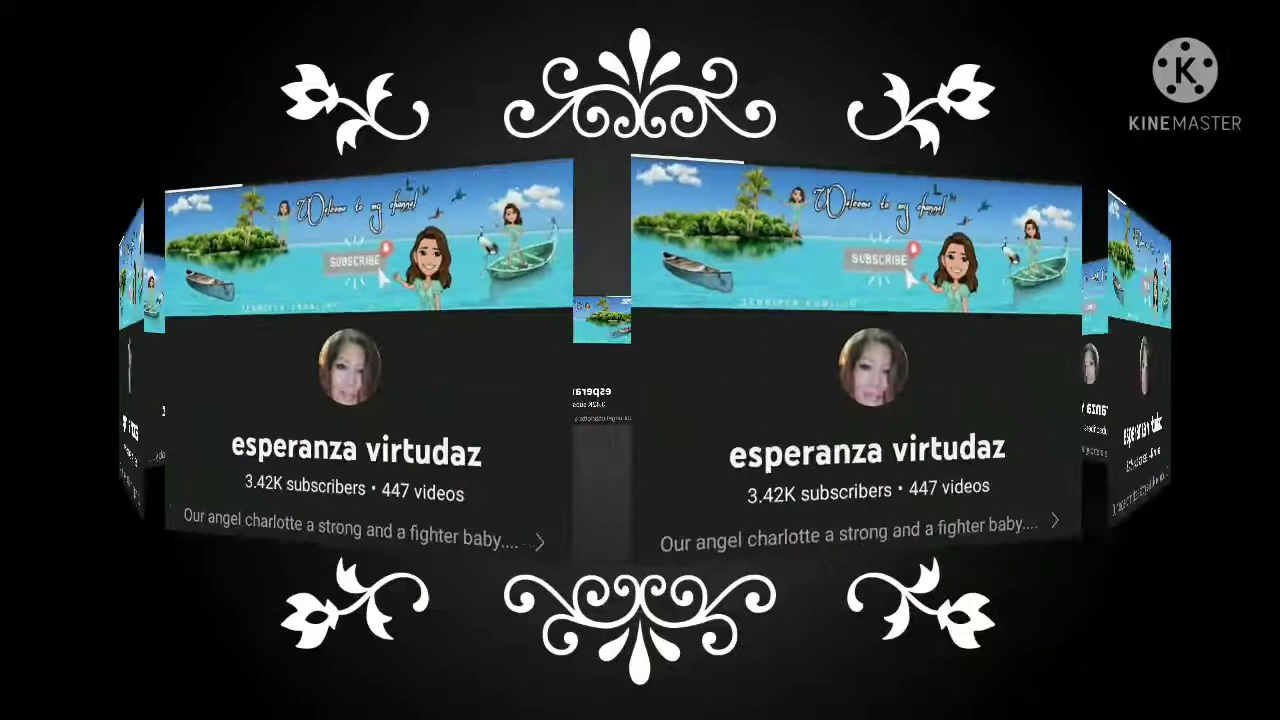 KINEMASTER
Welcome to my channel
SUBSCRIBE
esperanza virtudaz
3.42K subscribers • 447 videos
Our angel charlotte a strong and a fighter baby....
Welcome to my channel
SUBSCRIBE
esperanza virtudaz
3.42K subscribers • 447 videos
Our angel charlotte a strong and a fighter baby....